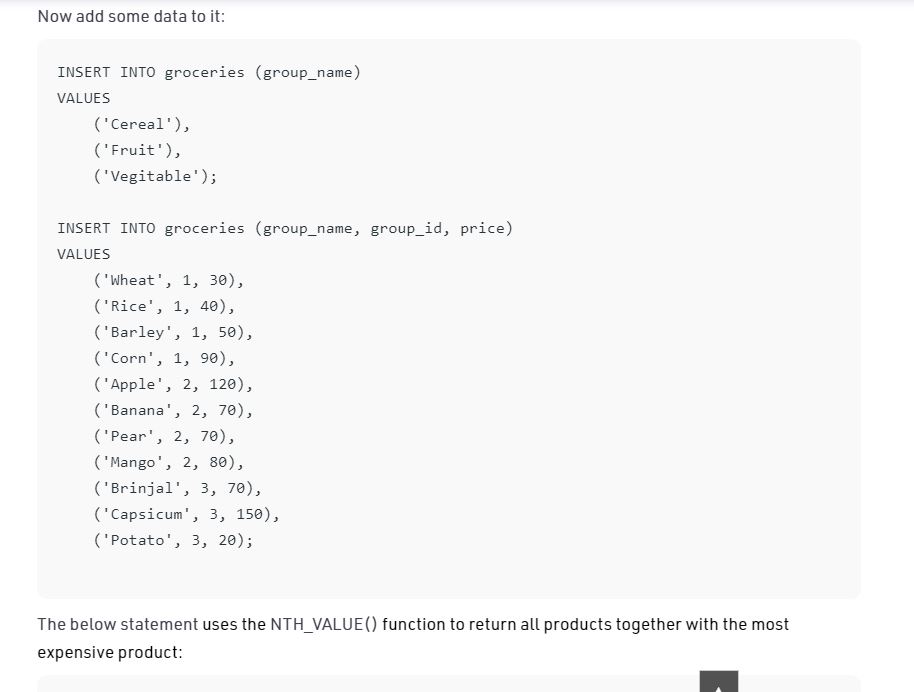 Now add some data to it:
INSERT INTO groceries (group_name)
VALUES
('Cereal'),
('Fruit'),
('Vegitable');
INSERT INTO groceries (group_name, group_id, price)
VALUES
('Wheat', 1, 30),
('Rice', 1, 40),
('Barley', 1, 50),
('Corn', 1, 90),
('Apple', 2, 120),
('Banana', 2, 70),
('Pear', 2, 70),
('Mango', 2, 80),
('Brinjal', 3, 70),
('Capsicum', 3, 150),
('Potato', 3, 20);
The below statement uses the NTH_VALUE() function to return all products together with the most
expensive product: